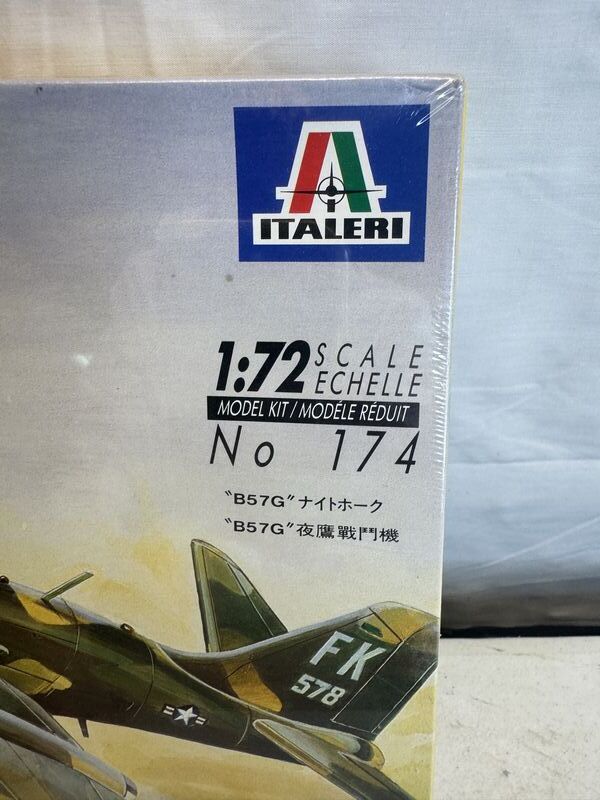 ITALERI
1:72 SCALE
ECHELLE
MODEL KIT / MODÉLE RÉDUIT
No 174
"B57G" ナイトホーク
"B57G" 夜鷹戰鬥機
FK
578